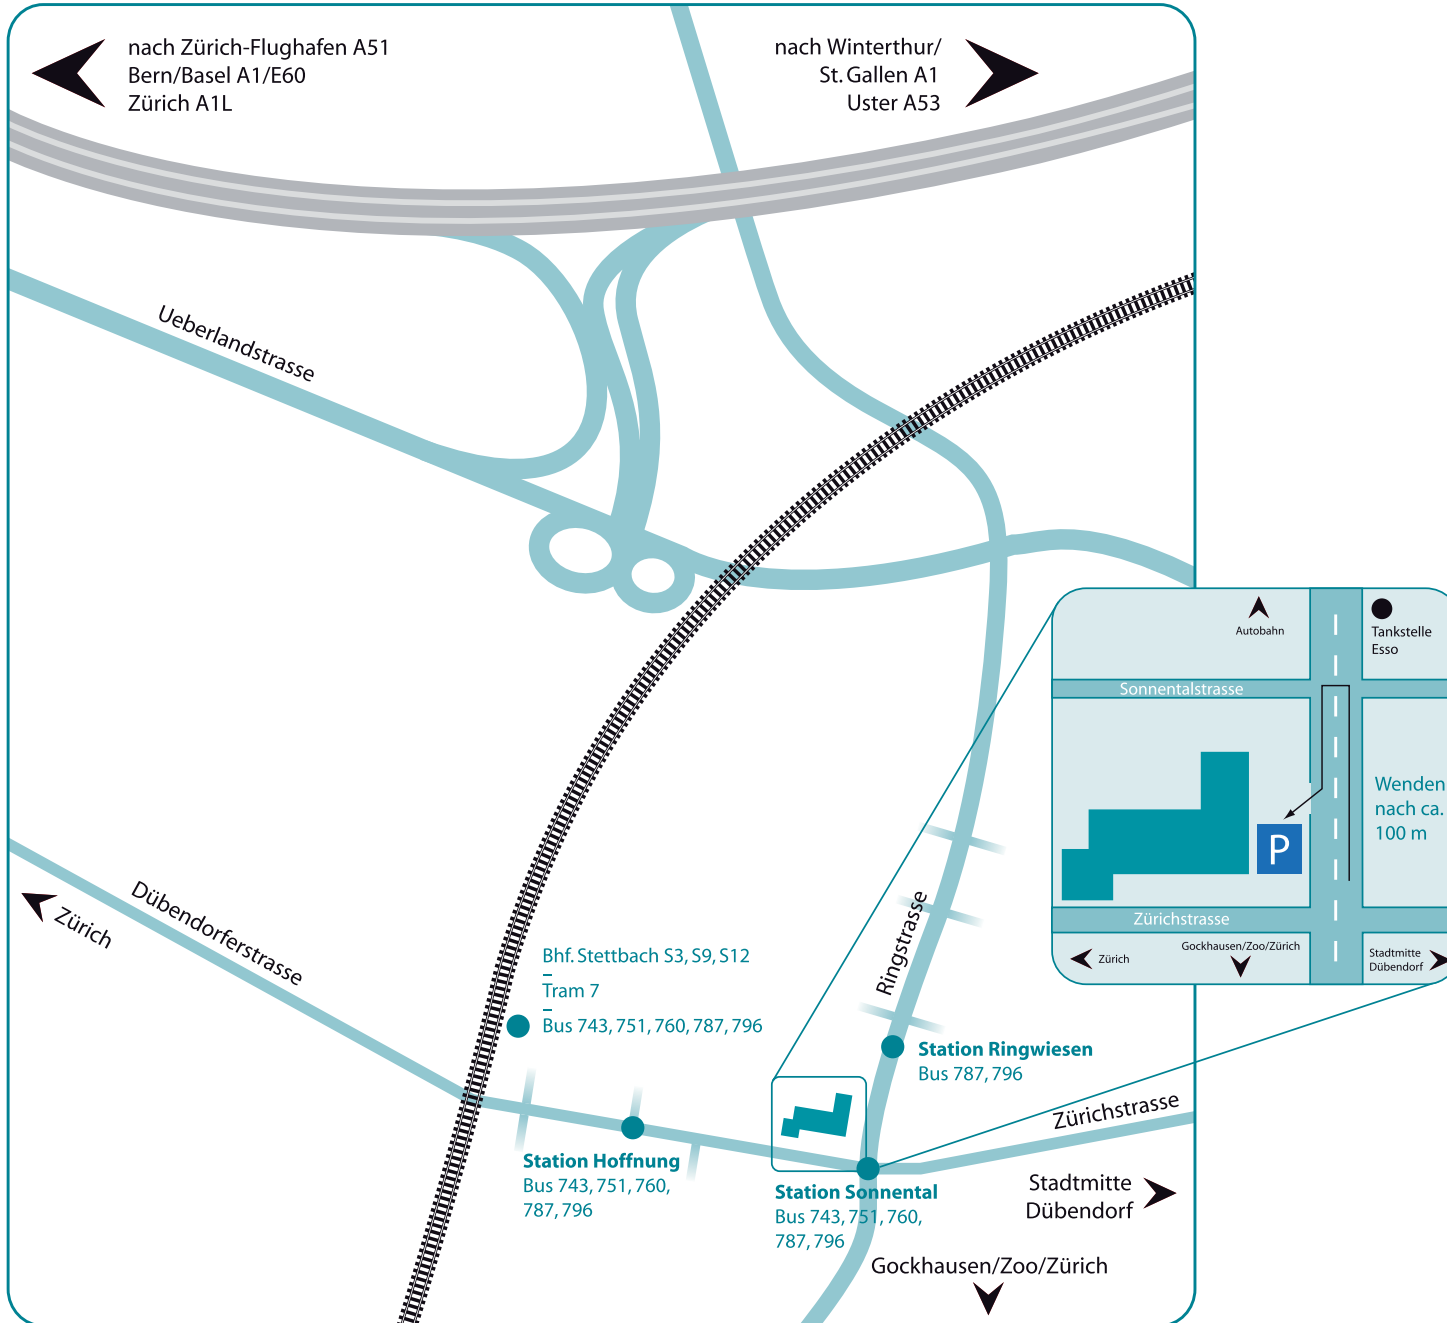 nach Zürich-Flughafen A51
Bern/Basel A1/E60
Zürich A1L
nach Winterthur/
St. Gallen A1
Uster A53
Ueberlandstrasse
Autobahn
Tankstelle
Esso
Sonnentalstrasse
Wenden
nach ca.
100 m
P
Zürichstrasse
Gockhausen/Zoo/Zürich
Zürich
Stadtmitte
Dübendorf
Dübendorferstrasse
Zürich
Ringstrasse
Bhf. Stettbach S3, S9, S12
–
Tram 7
–
Bus 743, 751, 760, 787, 796
Station Ringwiesen
Bus 787, 796
Zürichstrasse
Station Hoffnung
Bus 743, 751, 760,
787, 796
Station Sonnental
Bus 743, 751, 760,
787, 796
Stadtmitte
Dübendorf
Gockhausen/Zoo/Zürich